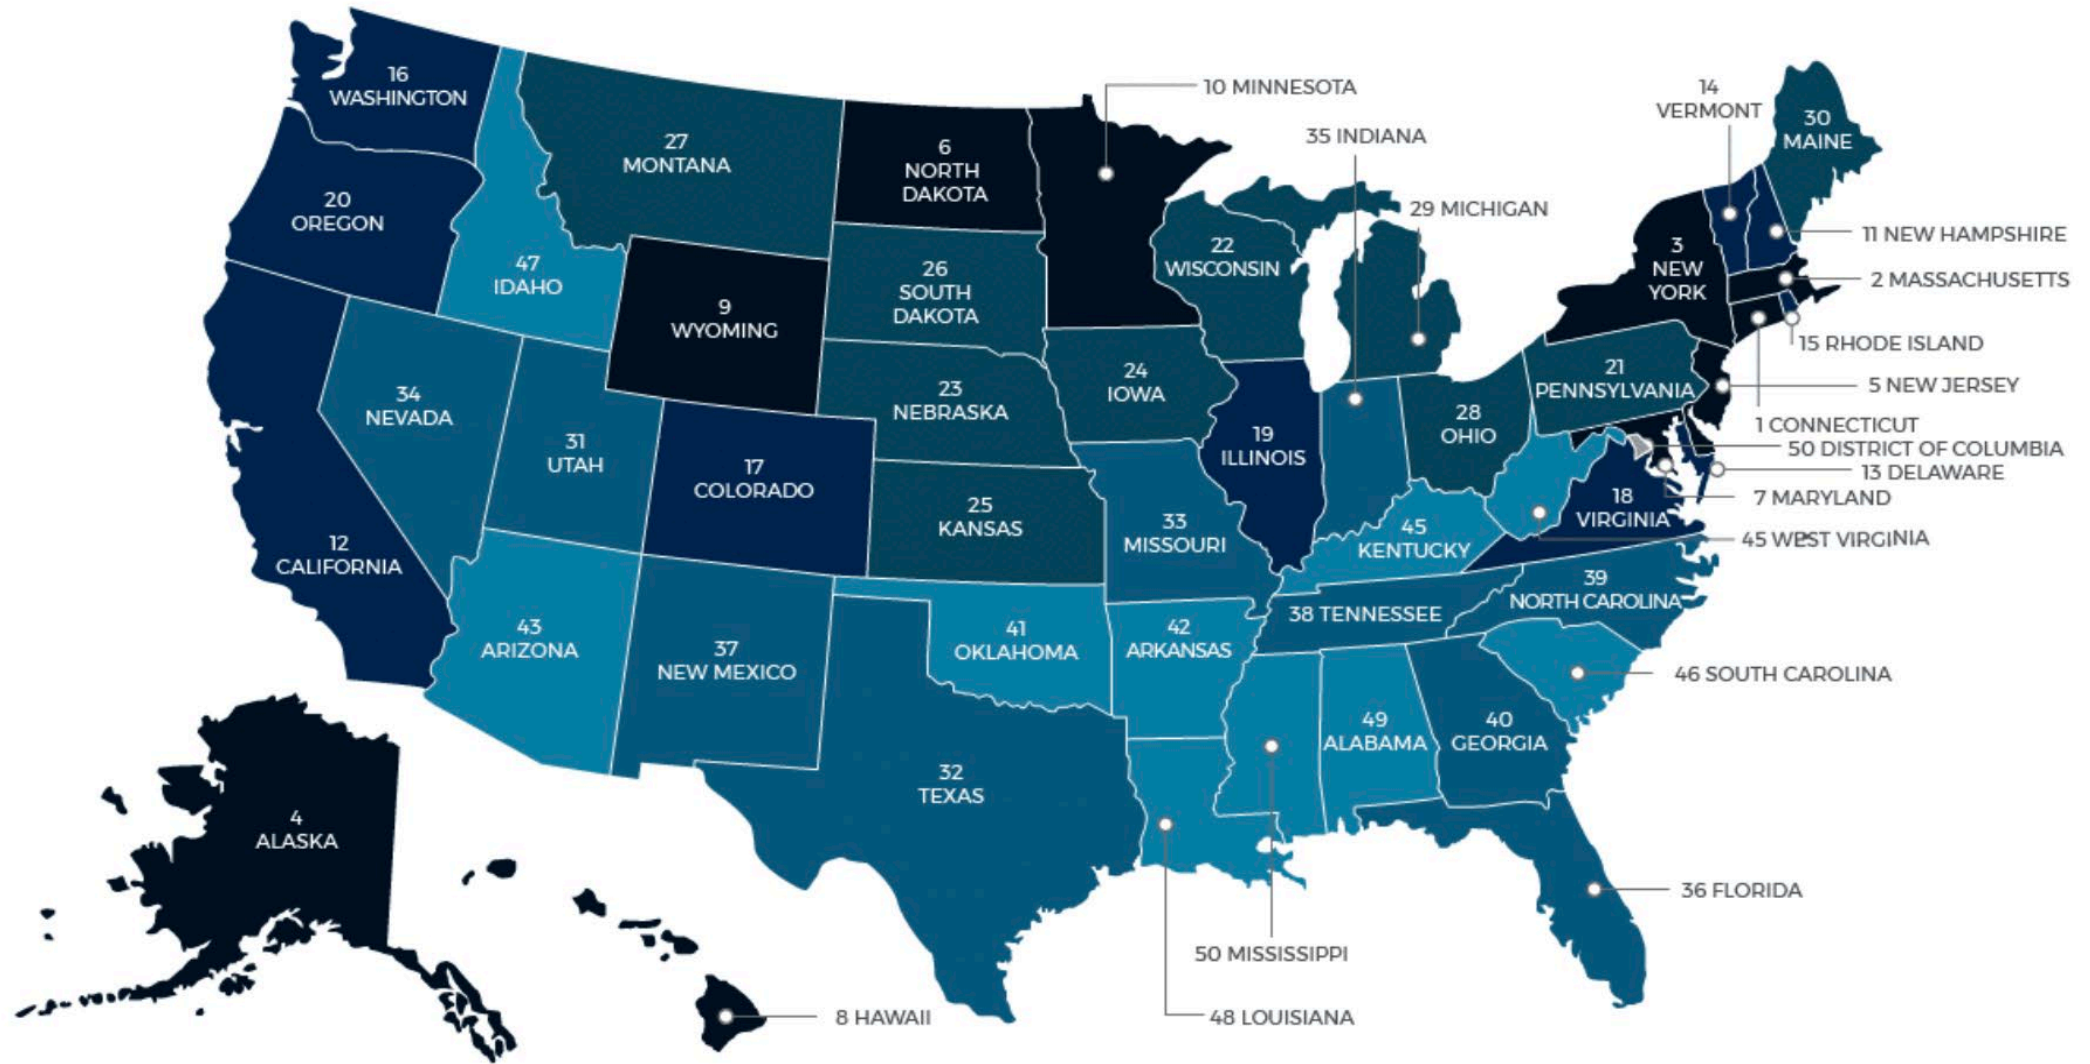 16
WASHINGTON
20
OREGON
47
IDAHO
27
MONTANA
6
NORTH
DAKOTA
10 MINNESOTA
35 INDIANA
29 MICHIGAN
14
VERMONT
30
MAINE
11 NEW HAMPSHIRE
3
NEW
YORK
2 MASSACHUSETTS
15 RHODE ISLAND
5 NEW JERSEY
1 CONNECTICUT
50 DISTRICT OF COLUMBIA
13 DELAWARE
7 MARYLAND
45 WEST VIRGINIA
22
WISCONSIN
26
SOUTH
DAKOTA
9
WYOMING
34
NEVADA
31
UTAH
17
COLORADO
23
NEBRASKA
24
IOWA
21
PENNSYLVANIA
28
OHIO
19
ILLINOIS
25
KANSAS
33
MISSOURI
45
KENTUCKY
18
VIRGINIA
12
CALIFORNIA
43
ARIZONA
37
NEW MEXICO
41
OKLAHOMA
42
ARKANSAS
38 TENNESSEE
39
NORTH CAROLINA
46 SOUTH CAROLINA
32
TEXAS
49
ALABAMA
40
GEORGIA
36 FLORIDA
50 MISSISSIPPI
48 LOUISIANA
4
ALASKA
8 HAWAII